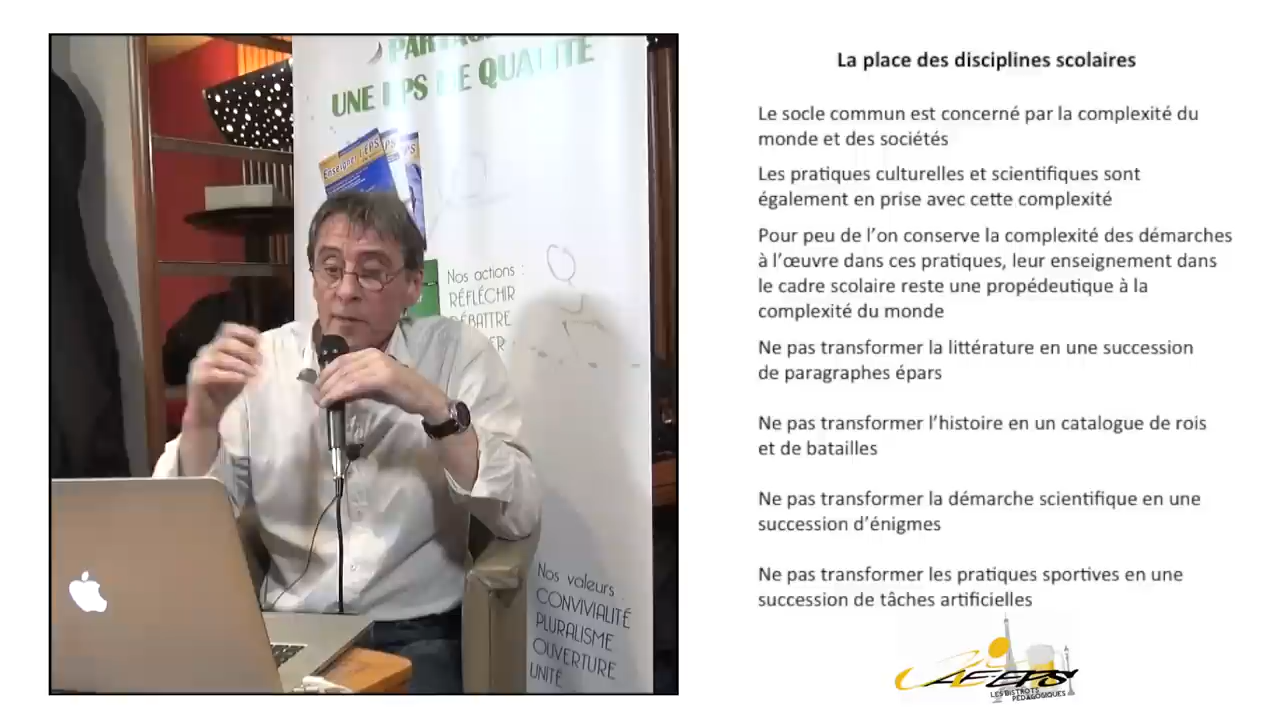 UNE EPS DE QUALITÉ
Enseigner l'EPS
Nos actions :
RÉFLÉCHIR
DÉBATTRE
Nos valeurs :
CONVIVIALITÉ
PLURALISME
OUVERTURE
UNITÉ
La place des disciplines scolaires
Le socle commun est concerné par la complexité du
monde et des sociétés
Les pratiques culturelles et scientifiques sont
également en prise avec cette complexité
Pour peu de l’on conserve la complexité des démarches
à l’œuvre dans ces pratiques, leur enseignement dans
le cadre scolaire reste une propédeutique à la
complexité du monde
Ne pas transformer la littérature en une succession
de paragraphes épars
Ne pas transformer l’histoire en un catalogue de rois
et de batailles
Ne pas transformer la démarche scientifique en une
succession d’énigmes
Ne pas transformer les pratiques sportives en une
succession de tâches artificielles
AE-EPS
LES BISTROTS
PÉDAGOGIQUES